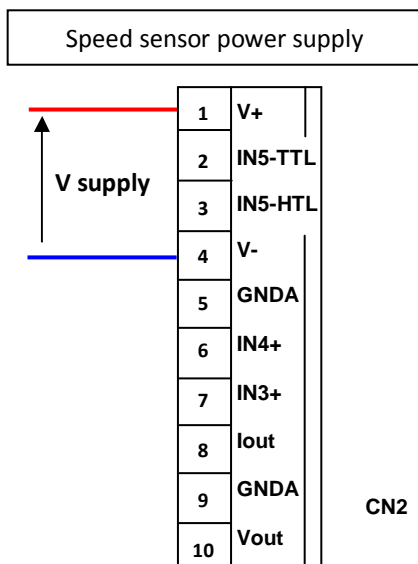 Speed sensor power supply
1 V+
2 IN5-TTL
V supply
3 IN5-HTL
4 V-
5 GNDA
6 IN4+
7 IN3+
8 Iout
9 GNDA
CN2
10 Vout